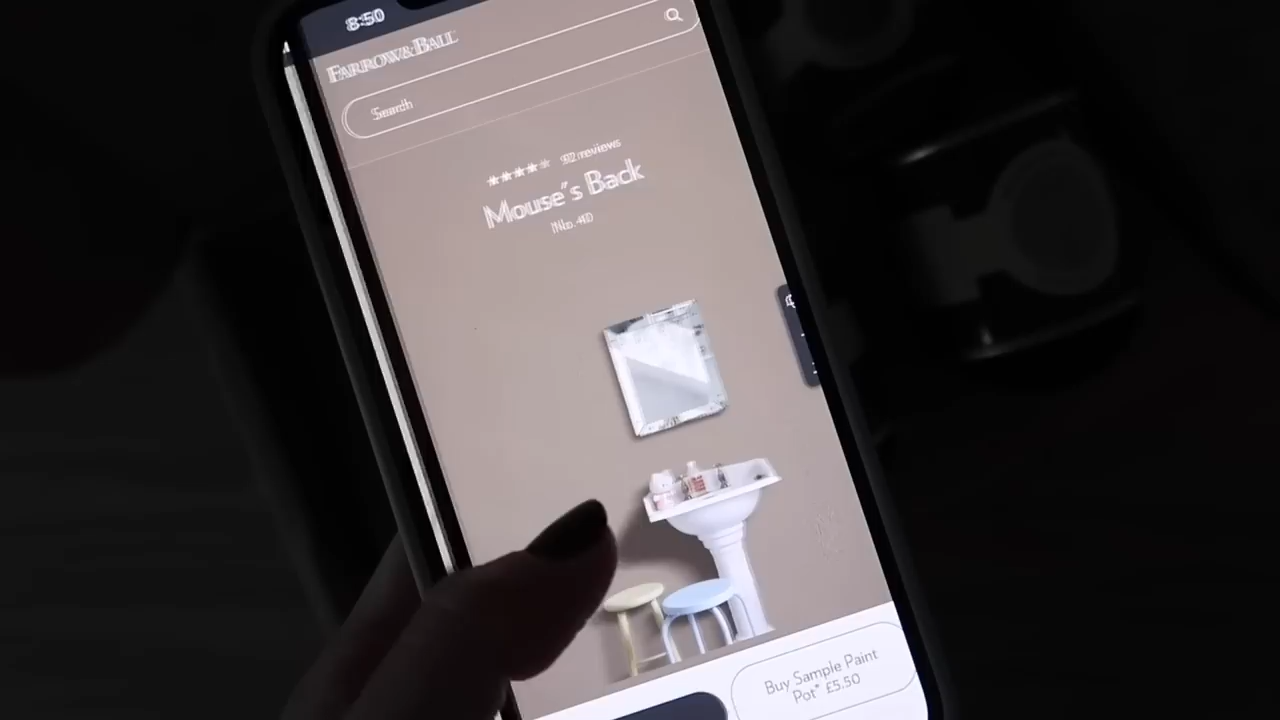 8:50
FARROW&BALL
Search
92 reviews
Mouse's Back
No. 40
Buy Sample Paint
Pot* £5.50